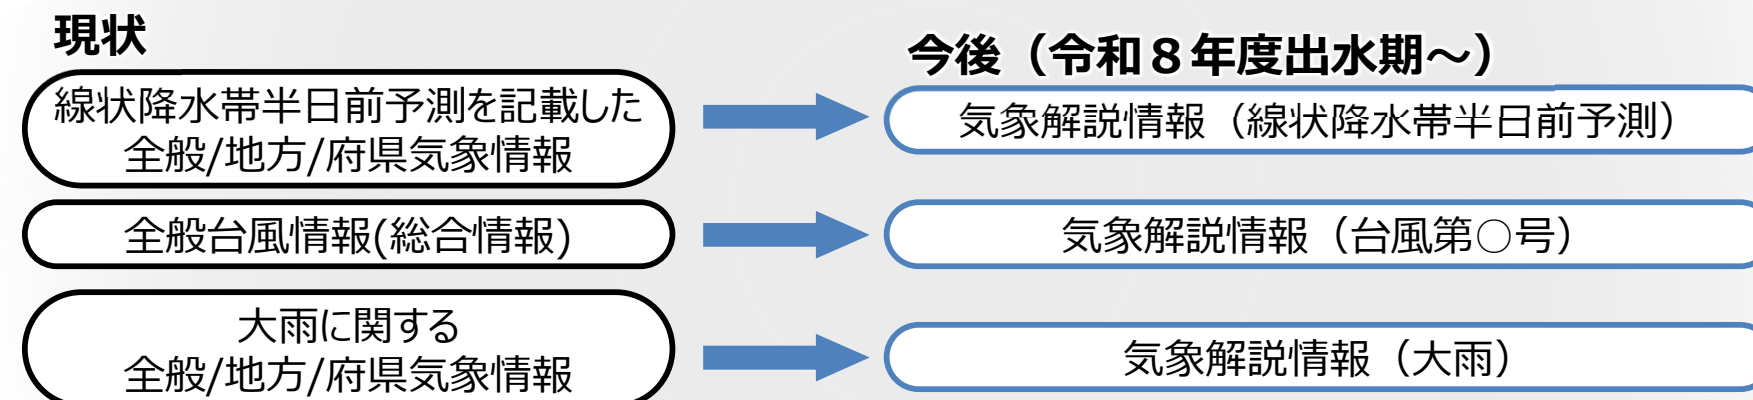 現状
今後（令和８年度出水期～）
線状降水帯半日前予測を記載した
全般/地方/府県気象情報
気象解説情報（線状降水帯半日前予測）
全般台風情報(総合情報)
気象解説情報（台風第○号）
大雨に関する
全般/地方/府県気象情報
気象解説情報（大雨）